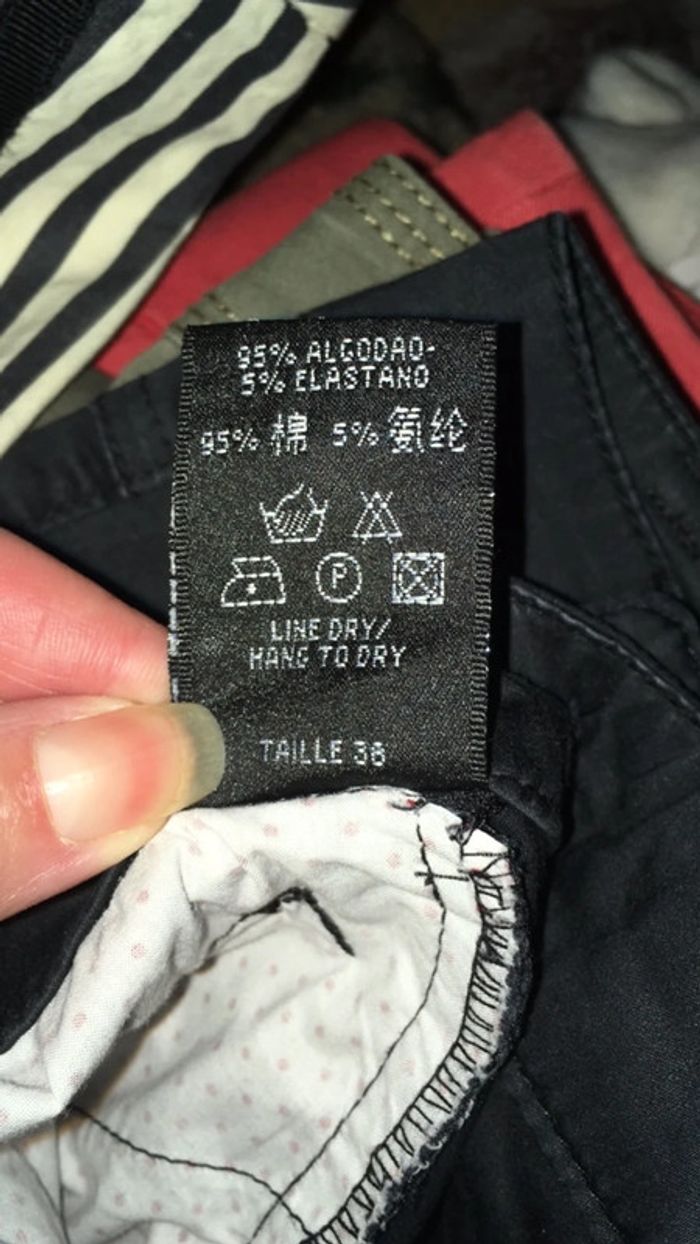 95% ALGODAO-
5% ELASTANO
95% 棉 5% 氨纶
P
LINE DRY/
HANG TO DRY
TAILLE 38